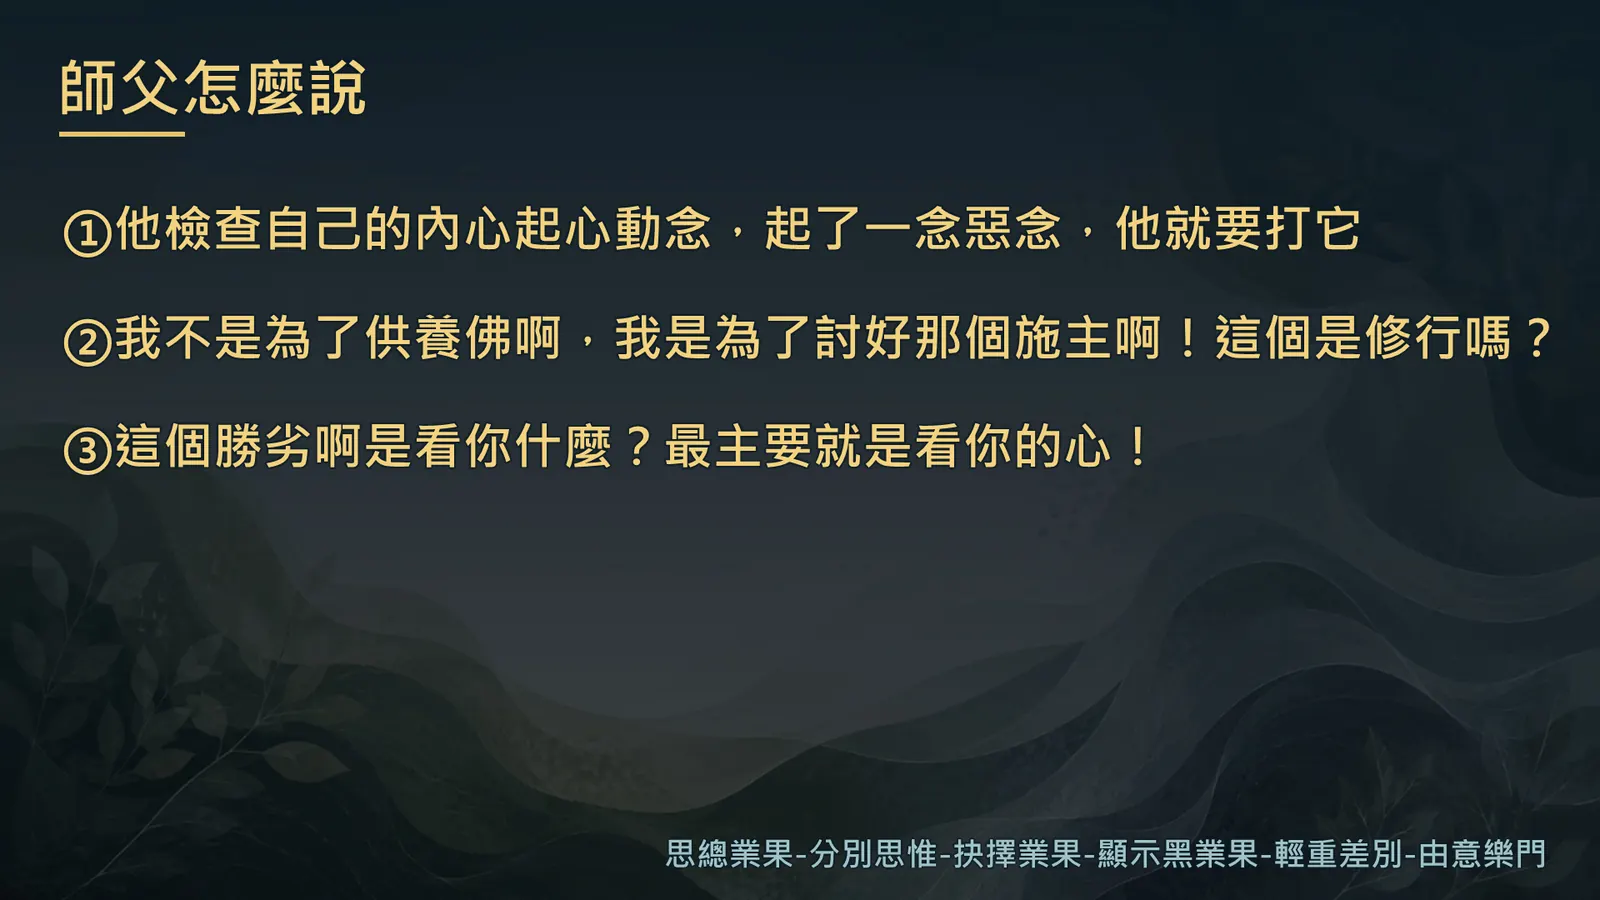 師父怎麼說
①他檢查自己的內心起心動念，起了一念惡念，他就要打它
②我不是為了供養佛啊，我是為了討好那個施主啊！這個是修行嗎？
③這個勝劣啊是看你什麼？最主要就是看你的心！
思總業果-分別思惟-抉擇業果-顯示黑業果-輕重差別-由意樂門